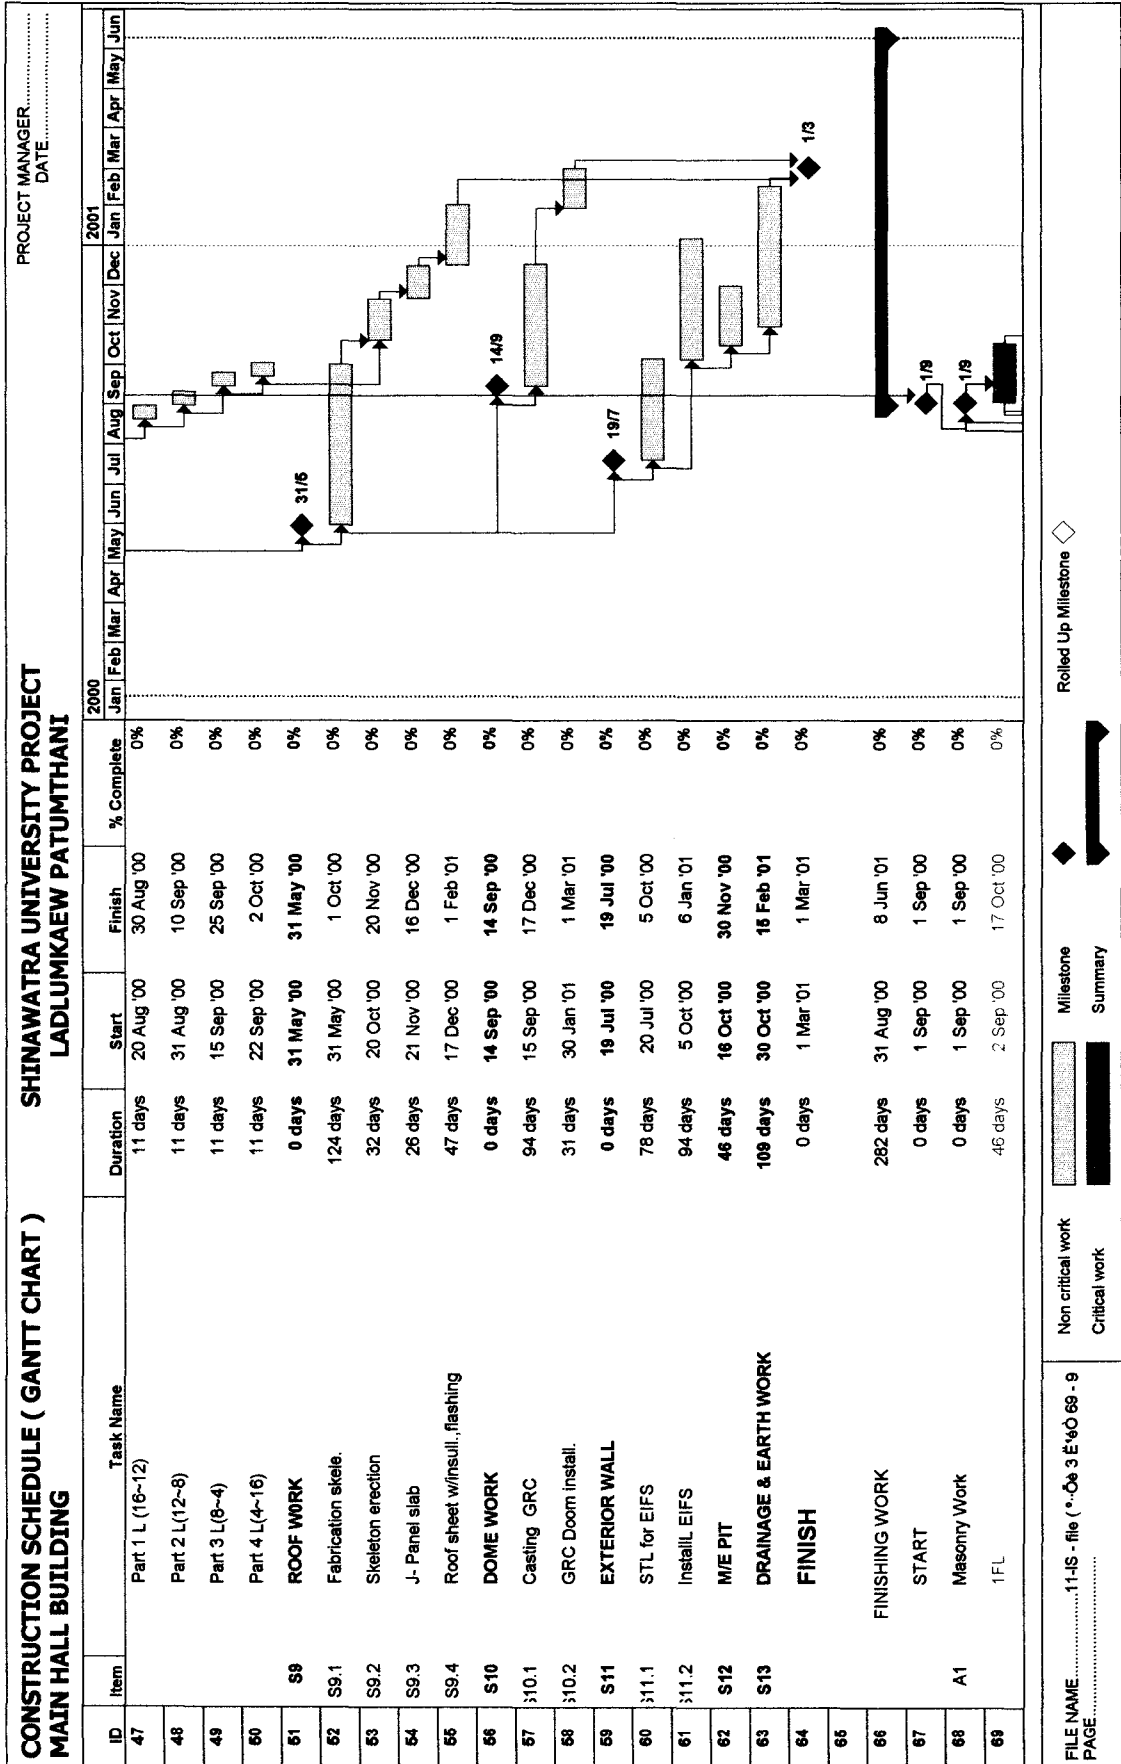 CONSTRUCTION SCHEDULE ( GANTT CHART ) SHINAWATRA UNIVERSITY PROJECT PROJECT MANAGER....................
MAIN HALL BUILDING LADLUMKAEW PATUMTHANI DATE....................
ID Item Task Name Duration Start Finish % Complete 2000 2001
Jan Feb Mar Apr May Jun Jul Aug Sep Oct Nov Dec Jan Feb Mar Apr May Jun
47 Part 1 L (16~12) 11 days 20 Aug '00 30 Aug '00 0%
48 Part 2 L(12~8) 11 days 31 Aug '00 10 Sep '00 0%
49 Part 3 L(8~4) 11 days 15 Sep '00 25 Sep '00 0%
50 Part 4 L(4~16) 11 days 22 Sep '00 2 Oct '00 0%
51 S9 ROOF WORK 0 days 31 May '00 31 May '00 0% 31/5
52 S9.1 Fabrication skele. 124 days 31 May '00 1 Oct '00 0%
53 S9.2 Skeleton erection 32 days 20 Oct '00 20 Nov '00 0%
54 S9.3 J- Panel slab 26 days 21 Nov '00 16 Dec '00 0%
55 S9.4 Roof sheet w/insull.,flashing 47 days 17 Dec '00 1 Feb '01 0%
56 S10 DOME WORK 0 days 14 Sep '00 14 Sep '00 0% 14/9
57 S10.1 Casting GRC 94 days 15 Sep '00 17 Dec '00 0%
58 S10.2 GRC Doom install. 31 days 30 Jan '01 1 Mar '01 0%
59 S11 EXTERIOR WALL 0 days 19 Jul '00 19 Jul '00 0% 19/7
60 S11.1 STL for EIFS 78 days 20 Jul '00 5 Oct '00 0%
61 S11.2 InstallL EIFS 94 days 5 Oct '00 6 Jan '01 0%
62 S12 M/E PIT 46 days 16 Oct '00 30 Nov '00 0%
63 S13 DRAINAGE & EARTH WORK 109 days 30 Oct '00 15 Feb '01 0%
64 FINISH 0 days 1 Mar '01 1 Mar '01 0% 1/3
65
66 FINISHING WORK 282 days 31 Aug '00 8 Jun '01 0%
67 START 0 days 1 Sep '00 1 Sep '00 0% 1/9
68 A1 Masonry Work 0 days 1 Sep '00 1 Sep '00 0% 1/9
69 1FL 46 days 2 Sep '00 17 Oct '00 0%
FILE NAME....................11-IS - file ( 69 - 9 Non critical work Milestone Rolled Up Milestone
PAGE.................... Critical work Summary